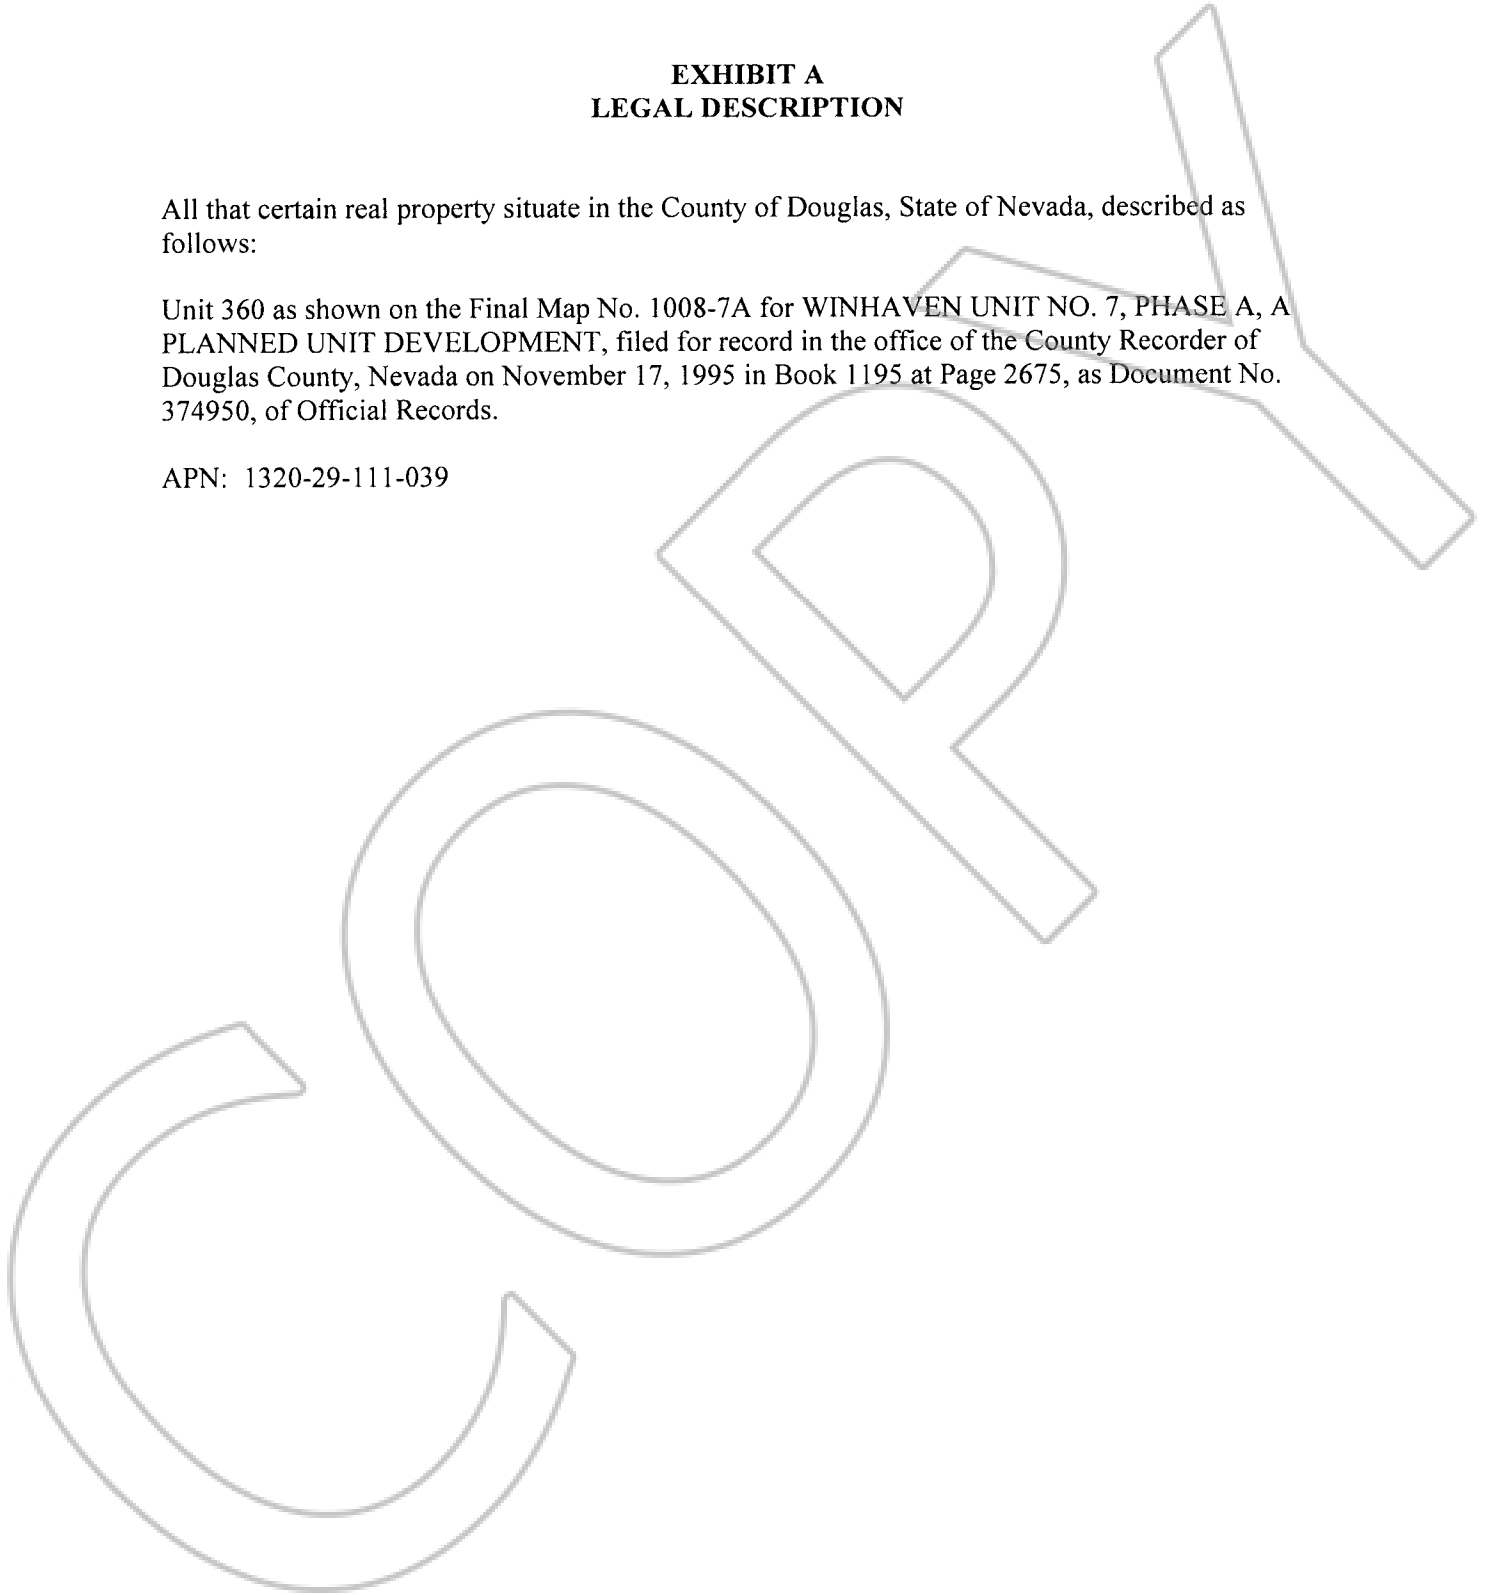 EXHIBIT A
LEGAL DESCRIPTION
All that certain real property situate in the County of Douglas, State of Nevada, described as
follows:
Unit 360 as shown on the Final Map No. 1008-7A for WINHAVEN UNIT NO. 7, PHASE A, A
PLANNED UNIT DEVELOPMENT, filed for record in the office of the County Recorder of
Douglas County, Nevada on November 17, 1995 in Book 1195 at Page 2675, as Document No.
374950, of Official Records.
APN: 1320-29-111-039
COPY